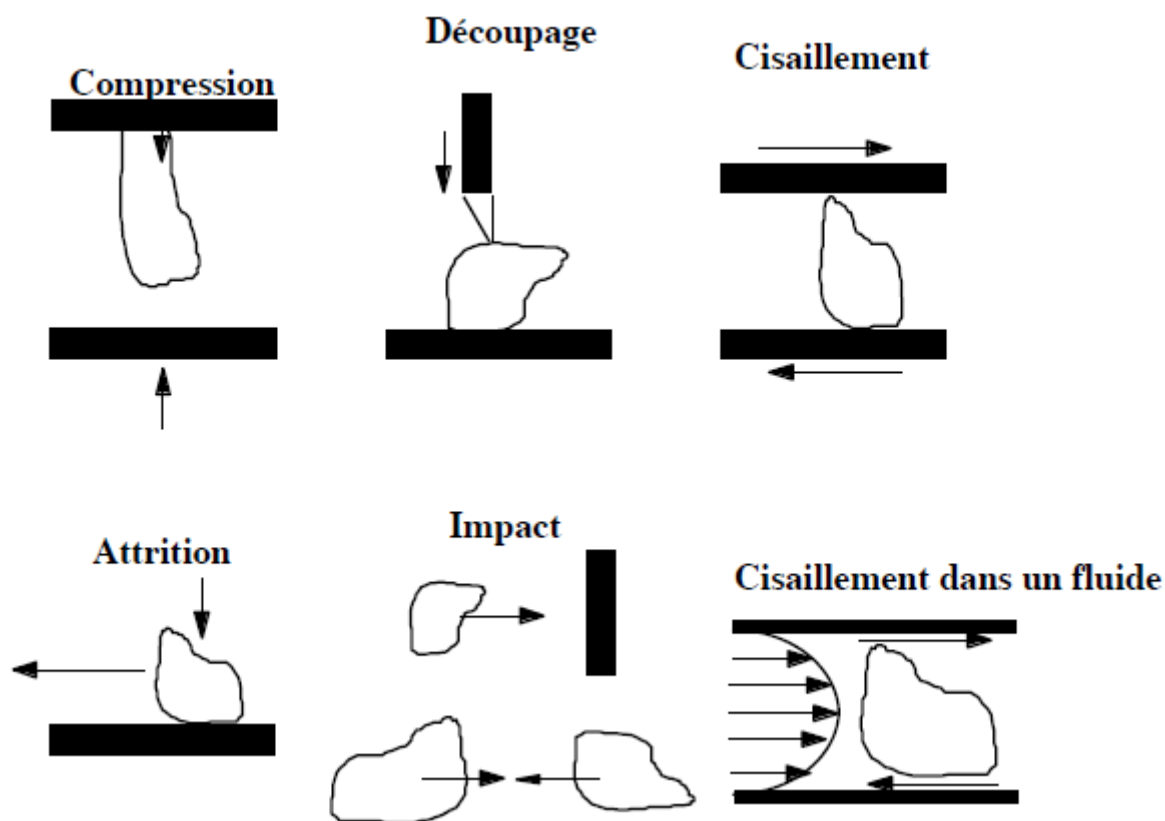 Compression
Découpage
Cisaillement
Attrition
Impact
Cisaillement dans un fluide